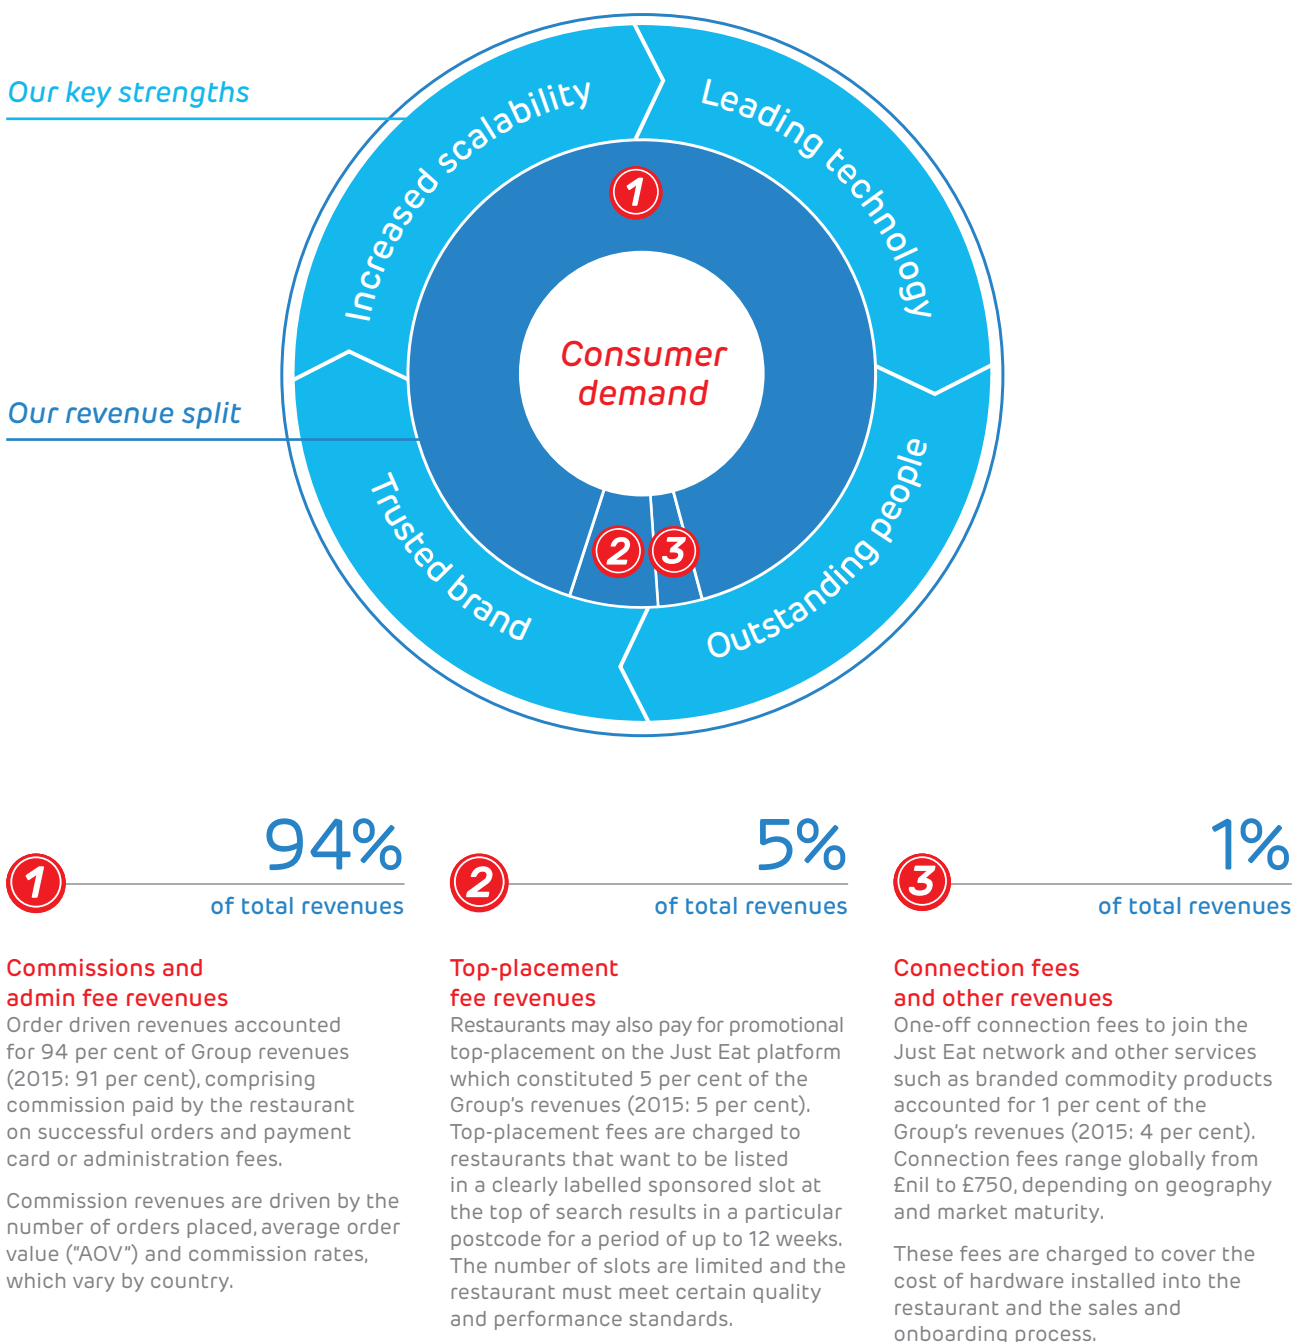 Our key strengths
Increased scalability
Leading technology
1
Consumer
demand
Our revenue split
Trusted brand
Outstanding people
2
3
1
94%
of total revenues
Commissions and
admin fee revenues
Order driven revenues accounted
for 94 per cent of Group revenues
(2015: 91 per cent), comprising
commission paid by the restaurant
on successful orders and payment
card or administration fees.
Commission revenues are driven by the
number of orders placed, average order
value (“AOV”) and commission rates,
which vary by country.
2
5%
of total revenues
Top-placement
fee revenues
Restaurants may also pay for promotional
top-placement on the Just Eat platform
which constituted 5 per cent of the
Group’s revenues (2015: 5 per cent).
Top-placement fees are charged to
restaurants that want to be listed
in a clearly labelled sponsored slot at
the top of search results in a particular
postcode for a period of up to 12 weeks.
The number of slots are limited and the
restaurant must meet certain quality
and performance standards.
3
1%
of total revenues
Connection fees
and other revenues
One-off connection fees to join the
Just Eat network and other services
such as branded commodity products
accounted for 1 per cent of the
Group’s revenues (2015: 4 per cent).
Connection fees range globally from
£nil to £750, depending on geography
and market maturity.
These fees are charged to cover the
cost of hardware installed into the
restaurant and the sales and
onboarding process.